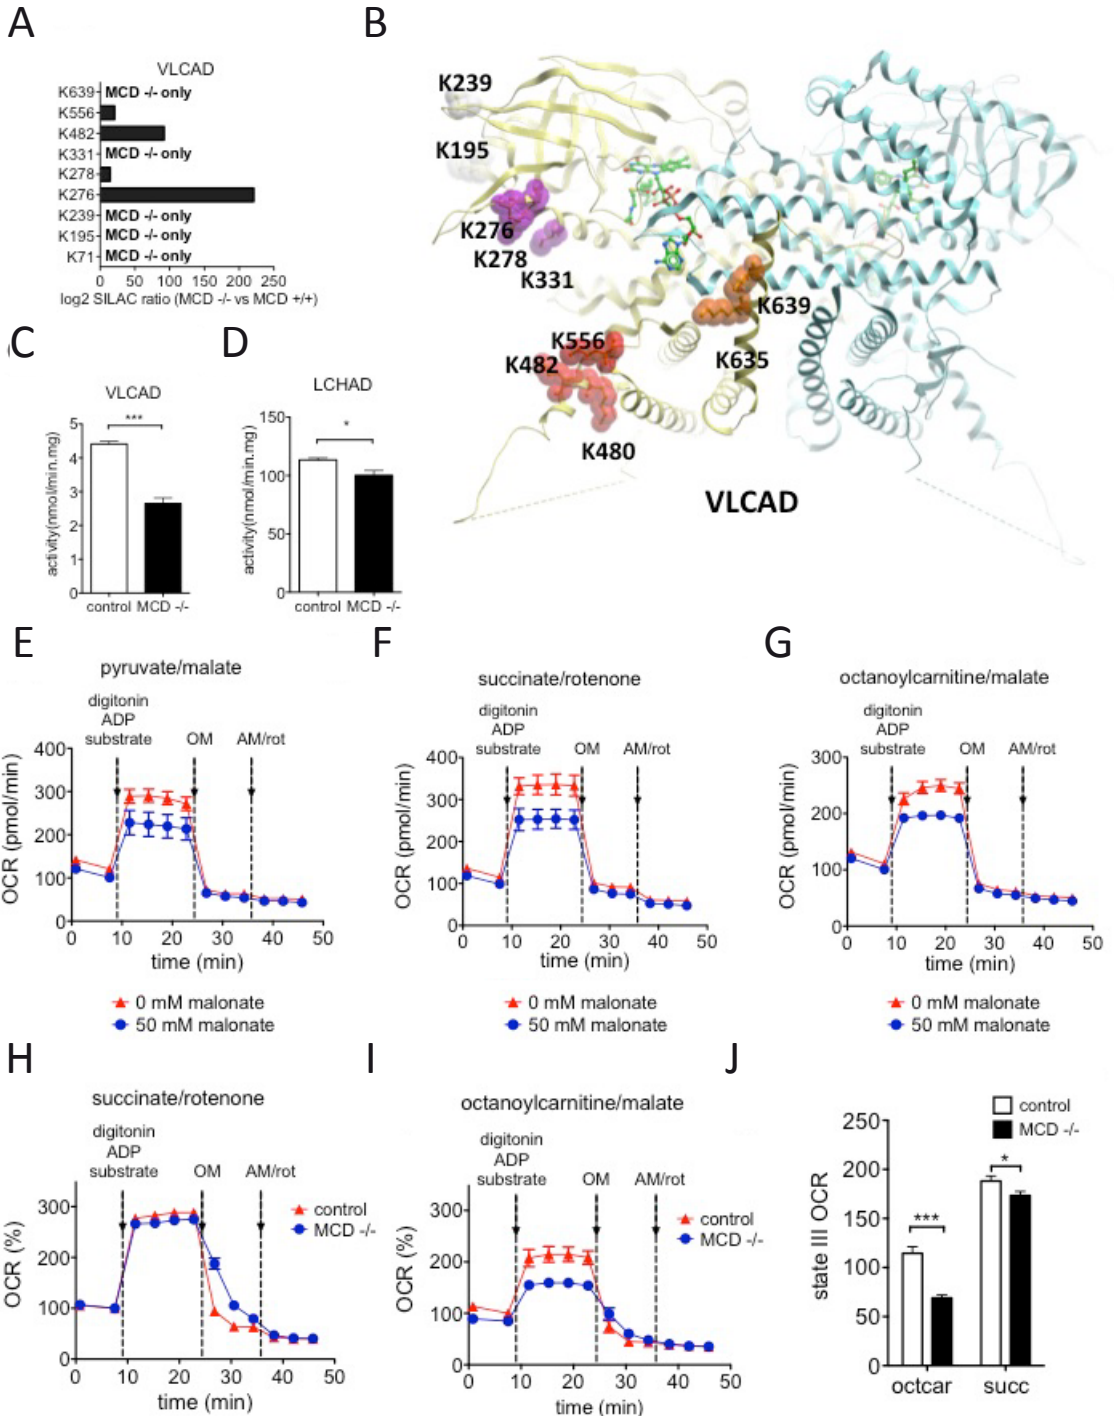 A
VLCAD
K639
MCD -/- only
K556
K482
K331
MCD -/- only
K278
K276
K239
MCD -/- only
K195
MCD -/- only
K71
MCD -/- only
0 50 100 150 200 250
log2 SILAC ratio (MCD -/- vs MCD +/+)
B
K239
K195
K276
K278
K331
K639
K556
K482
K635
K480
VLCAD
C
VLCAD
***
5
4
3
2
1
0
activity(nmol/min.mg)
control MCD -/-
D
LCHAD
*
150
100
50
0
activity(nmol/min.mg)
control MCD -/-
E
pyruvate/malate
digitonin
ADP
substrate
OM
AM/rot
400
300
200
100
0
OCR (pmol/min)
0 10 20 30 40 50
time (min)
0 mM malonate
50 mM malonate
F
succinate/rotenone
digitonin
ADP
substrate
OM
AM/rot
400
300
200
100
0
OCR (pmol/min)
0 10 20 30 40 50
time (min)
0 mM malonate
50 mM malonate
G
octanoylcarnitine/malate
digitonin
ADP
substrate
OM
AM/rot
300
200
100
0
OCR (pmol/min)
0 10 20 30 40 50
time (min)
0 mM malonate
50 mM malonate
H
succinate/rotenone
digitonin
ADP
substrate
OM
AM/rot
300
200
100
0
OCR (%)
0 10 20 30 40 50
time (min)
control
MCD -/-
I
octanoylcarnitine/malate
digitonin
ADP
substrate
OM
AM/rot
300
200
100
0
OCR (%)
0 10 20 30 40 50
time (min)
control
MCD -/-
J
control
MCD -/-
250
200
150
100
50
0
state III OCR
***
*
octcar succ